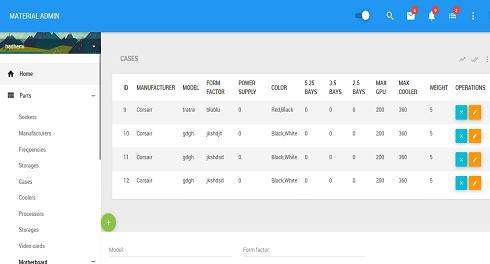 MATERIAL ADMIN
badhemi
Home
Parts
Sockets
Manufacturers
Frequencies
Storages
Cases
Coolers
Processors
Storages
Video cards
Motherboard
CASES
ID MANUFACTURER MODEL FORM FACTOR POWER SUPPLY COLOR 5.25 BAYS 3.5 BAYS 2.5 BAYS MAX GPU MAX COOLER WEIGHT OPERATIONS
9 Corsair tratra blublu 0 Red,Black 0 0 0 200 360 5
10 Corsair gdgh jkshdjh 0 Black,White 0 0 0 200 360 5
11 Corsair gdgh jkshdsd 0 Black,White 0 0 0 200 360 5
12 Corsair gdgh jkshdsd 0 Black,White 0 0 0 200 360 5
Model: Form factor: